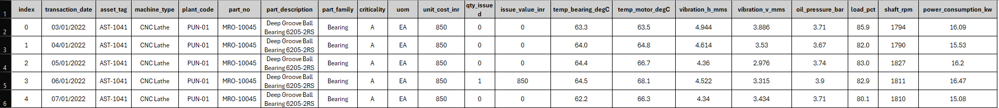 1 index transaction_date asset_tag machine_type plant_code part_no part_description part_family criticality uom unit_cost_inr qty_issued issue_value_inr temp_bearing_degC temp_motor_degC vibration_h_mms vibration_v_mms oil_pressure_bar load_pct shaft_rpm power_consumption_kw
2 0 03/01/2022 AST-1041 CNC Lathe PUN-01 MRO-10045 Deep Groove Ball Bearing 6205-2RS Bearing A EA 850 0 0 63.3 63.5 4.944 3.886 3.71 85.9 1794 16.09
3 1 04/01/2022 AST-1041 CNC Lathe PUN-01 MRO-10045 Deep Groove Ball Bearing 6205-2RS Bearing A EA 850 0 0 64.0 64.8 4.614 3.53 3.67 82.0 1790 15.53
4 2 05/01/2022 AST-1041 CNC Lathe PUN-01 MRO-10045 Deep Groove Ball Bearing 6205-2RS Bearing A EA 850 0 0 64.4 66.7 4.36 2.976 3.74 83.0 1827 16.2
5 3 06/01/2022 AST-1041 CNC Lathe PUN-01 MRO-10045 Deep Groove Ball Bearing 6205-2RS Bearing A EA 850 1 850 64.5 68.1 4.522 3.315 3.9 82.9 1811 16.47
6 4 07/01/2022 AST-1041 CNC Lathe PUN-01 MRO-10045 Deep Groove Ball Bearing 6205-2RS Bearing A EA 850 0 0 62.2 66.3 4.34 3.434 3.71 80.1 1810 15.08